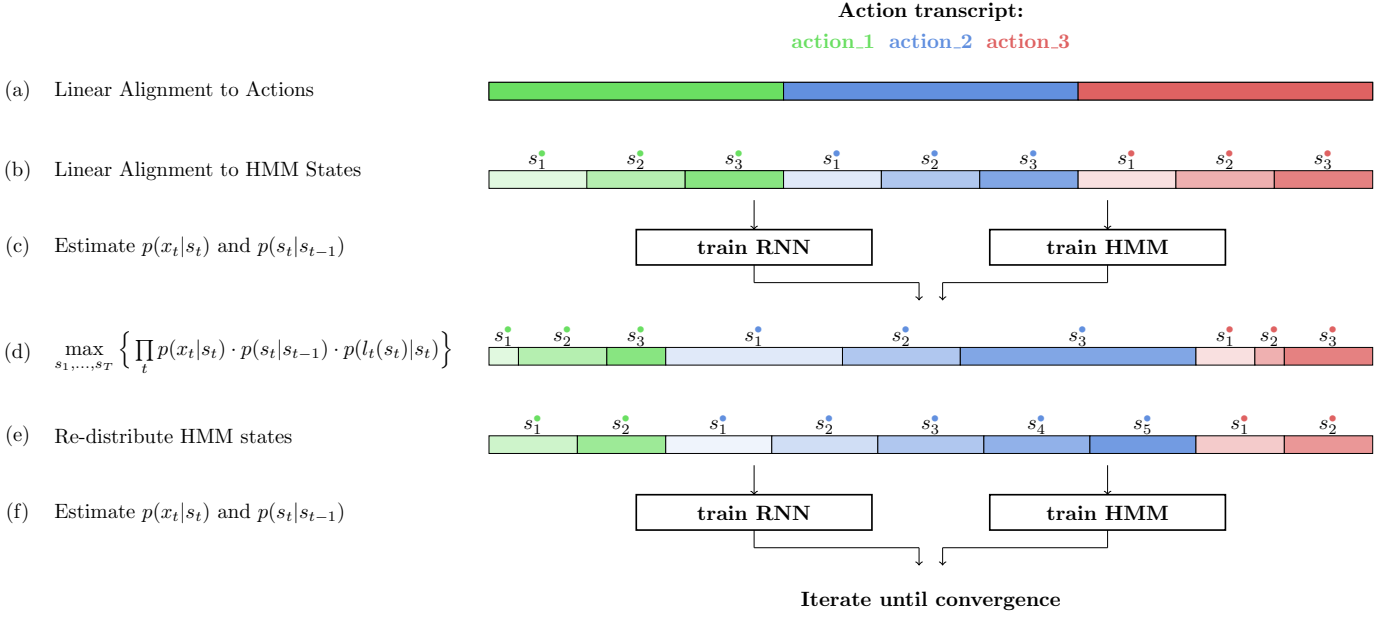 Action transcript:
action_1 action_2 action_3
(a) Linear Alignment to Actions
s₁• s₂• s₃• s₁• s₂• s₃• s₁• s₂• s₃•
(b) Linear Alignment to HMM States
(c) Estimate p(xₜ|sₜ) and p(sₜ|sₜ₋₁) train RNN train HMM
s₁• s₂• s₃• s₁• s₂• s₃• s₁• s₂• s₃•
(d) max s₁,...,s_T { ∏ₜ p(xₜ|sₜ) · p(sₜ|sₜ₋₁) · p(lₜ(sₜ)|sₜ) }
s₁• s₂• s₁• s₂• s₃• s₄• s₅• s₁• s₂•
(e) Re-distribute HMM states
(f) Estimate p(xₜ|sₜ) and p(sₜ|sₜ₋₁) train RNN train HMM
Iterate until convergence